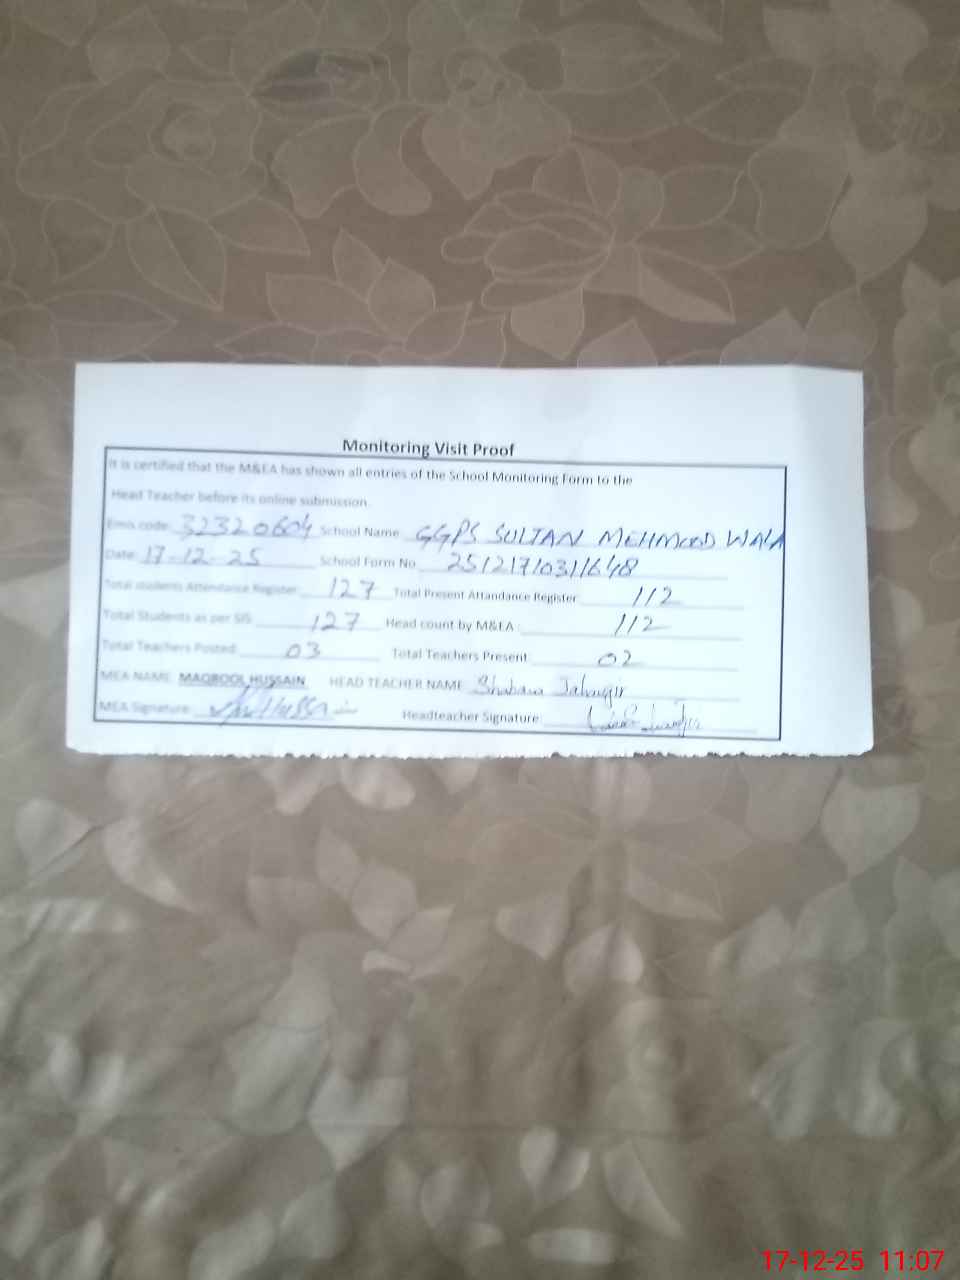 Monitoring Visit Proof
It is certified that the M&EA has shown all entries of the School Monitoring Form to the
Head Teacher before its online submission.
Emis code: 32320604 School Name GGPS SULTAN MEHMOOD WALA
Date: 17-12-25 School Form No. 25121710311648
Total students Attendance Register: 127 Total Present Attandance Register: 112
Total Students as per SIS: 127 Head count by M&EA : 112
Total Teachers Posted: 03 Total Teachers Present: 02
MEA NAME MAQBOOL HUSSAIN HEAD TEACHER NAME Shabana Jahangir
MEA Signature: Headteacher Signature:
17-12-25 11:07